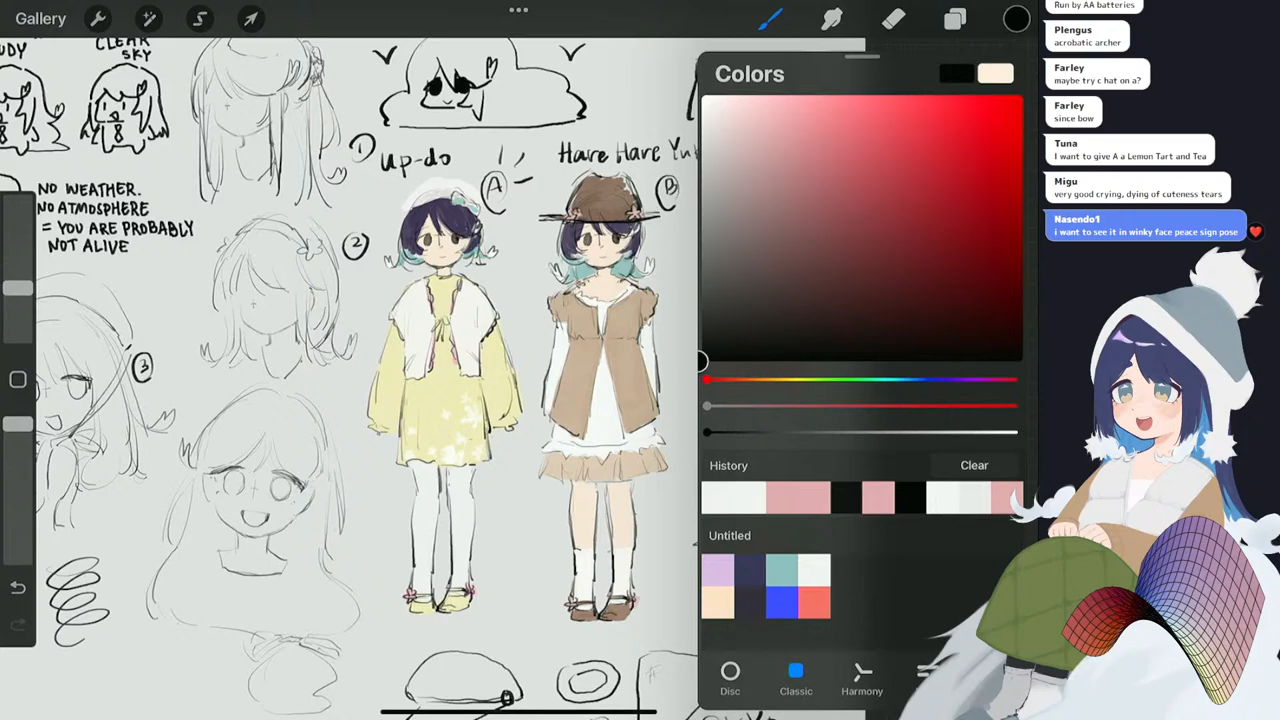 Gallery
CLEAR
SKY
NO WEATHER.
NO ATMOSPHERE
= YOU ARE PROBABLY
NOT ALIVE
① up-do
A
Hare Hare
B
②
③
Colors
History
Clear
Untitled
Disc
Classic
Harmony
Run by AA batteries
Plengus
acrobatic archer
Farley
maybe try c hat on a?
Farley
since bow
Tuna
I want to give A a Lemon Tart and Tea
Migu
very good crying, dying of cuteness tears
Nasendo1
i want to see it in winky face peace sign pose